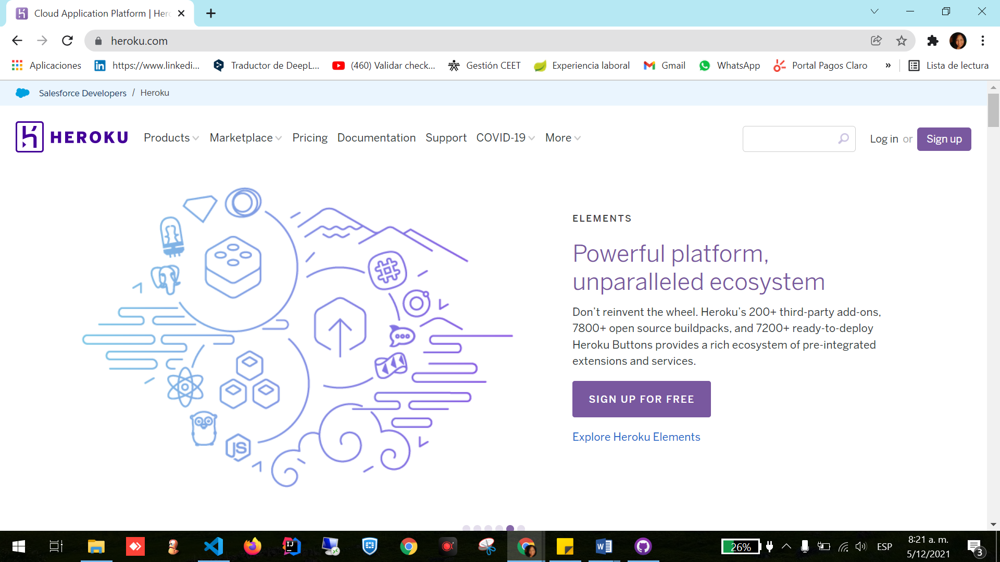 Cloud Application Platform | Her
heroku.com
Aplicaciones
https://www.linkedi...
Traductor de DeepL...
(460) Validar check...
SENA
Gestión CEET
Experiencia laboral
Gmail
WhatsApp
Portal Pagos Claro
»
Lista de lectura
Salesforce Developers / Heroku
HEROKU
Products
Marketplace
Pricing
Documentation
Support
COVID-19
More
Log in or
Sign up
ELEMENTS
Powerful platform,
unparalleled ecosystem
Don’t reinvent the wheel. Heroku’s 200+ third-party add-ons,
7800+ open source buildpacks, and 7200+ ready-to-deploy
Heroku Buttons provides a rich ecosystem of pre-integrated
extensions and services.
SIGN UP FOR FREE
Explore Heroku Elements
JS
IJ
W
26%
ESP
8:21 a. m.
5/12/2021
3